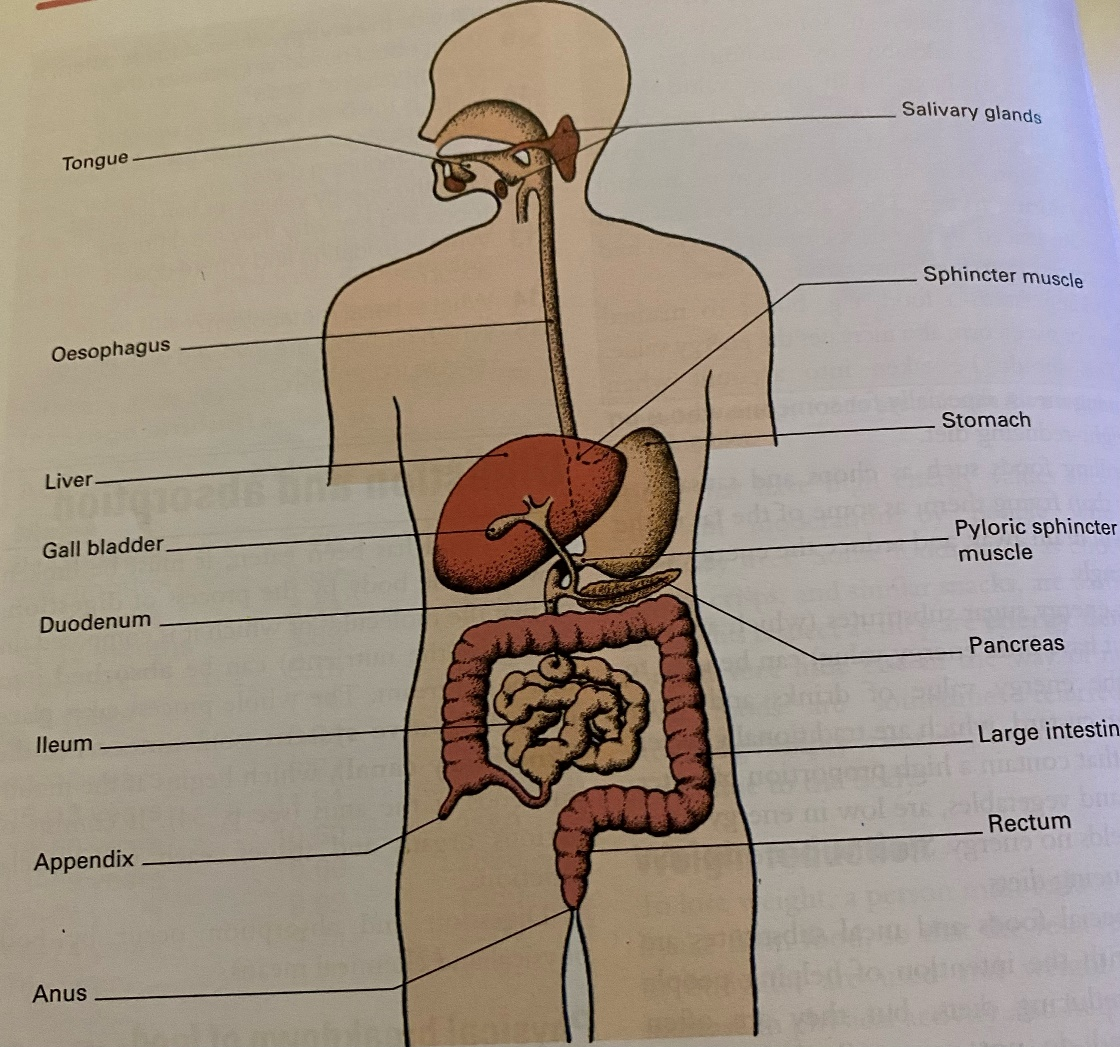 Salivary glands
Tongue
Sphincter muscle
Oesophagus
Stomach
Liver
Gall bladder
Pyloric sphincter
muscle
Duodenum
Pancreas
Ileum
Large intestin
Rectum
Appendix
Anus